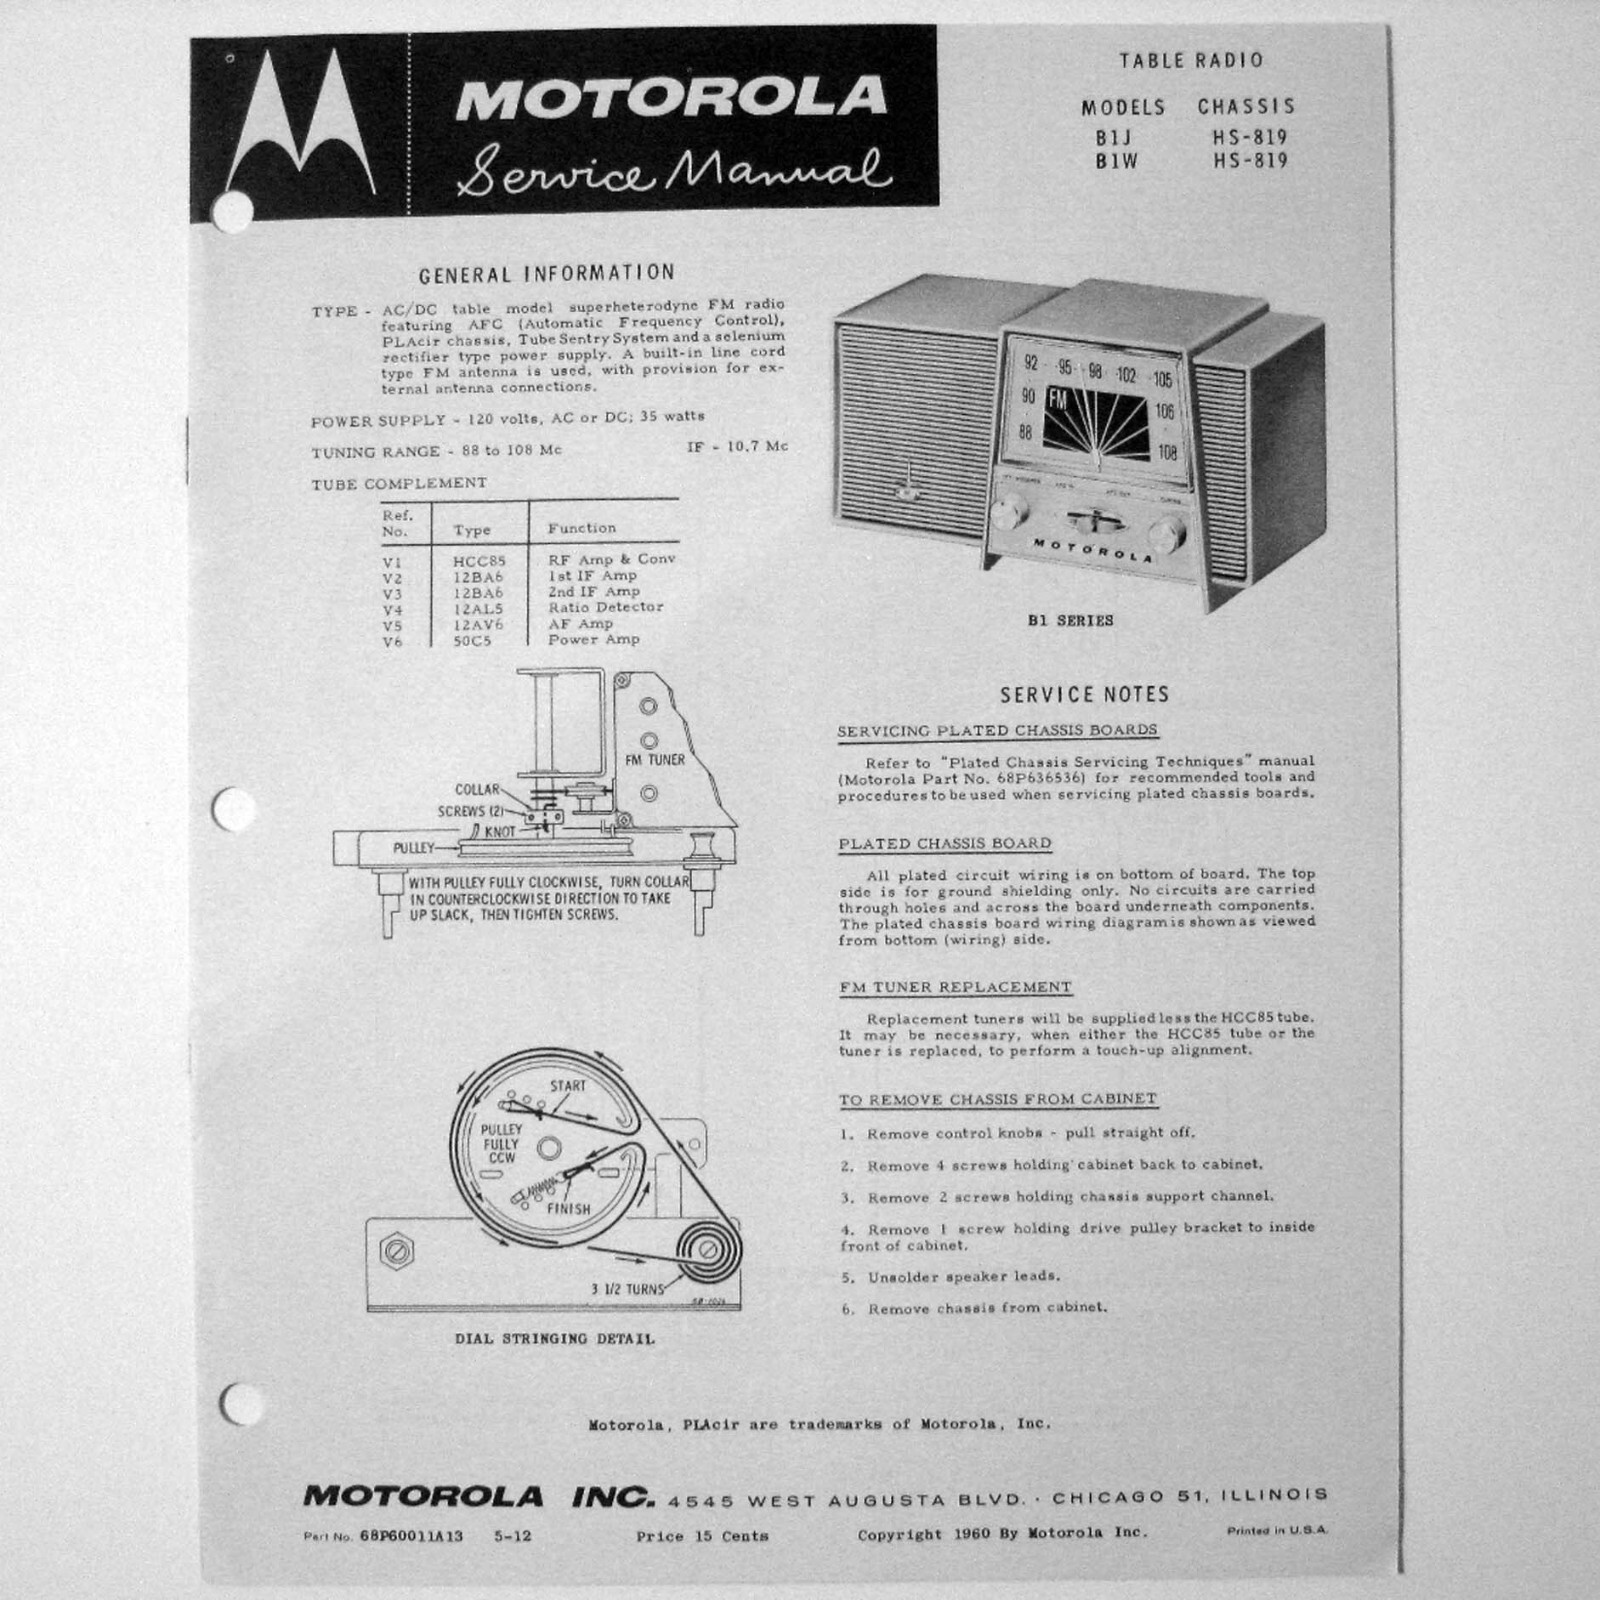 MOTOROLA
Service Manual
TABLE RADIO
MODELS CHASSIS
B1J HS-819
B1W HS-819
GENERAL INFORMATION
TYPE - AC/DC table model superheterodyne FM radio
featuring AFC (Automatic Frequency Control),
PLAcir chassis, Tube Sentry System and a selenium
rectifier type power supply. A built-in line cord
type FM antenna is used, with provision for ex-
ternal antenna connections.
POWER SUPPLY - 120 volts, AC or DC; 35 watts
TUNING RANGE - 88 to 108 Mc IF - 10.7 Mc
TUBE COMPLEMENT
Ref.
No. Type Function
V1 HCC85 RF Amp & Conv
V2 12BA6 1st IF Amp
V3 12BA6 2nd IF Amp
V4 12AL5 Ratio Detector
V5 12AV6 AF Amp
V6 50C5 Power Amp
FM TUNER
COLLAR
SCREWS (2)
KNOT
PULLEY
WITH PULLEY FULLY CLOCKWISE, TURN COLLAR
IN COUNTERCLOCKWISE DIRECTION TO TAKE
UP SLACK, THEN TIGHTEN SCREWS.
START
PULLEY
FULLY
CCW
FINISH
3 1/2 TURNS
DIAL STRINGING DETAIL
92 95 98 102 105
90 FM 106
88 108
MOTOROLA
B1 SERIES
SERVICE NOTES
SERVICING PLATED CHASSIS BOARDS
Refer to "Plated Chassis Servicing Techniques" manual
(Motorola Part No. 68P636536) for recommended tools and
procedures to be used when servicing plated chassis boards.
PLATED CHASSIS BOARD
All plated circuit wiring is on bottom of board. The top
side is for ground shielding only. No circuits are carried
through holes and across the board underneath components.
The plated chassis board wiring diagram is shown as viewed
from bottom (wiring) side.
FM TUNER REPLACEMENT
Replacement tuners will be supplied less the HCC85 tube.
It may be necessary, when either the HCC85 tube or the
tuner is replaced, to perform a touch-up alignment.
TO REMOVE CHASSIS FROM CABINET
1. Remove control knobs - pull straight off.
2. Remove 4 screws holding cabinet back to cabinet.
3. Remove 2 screws holding chassis support channel.
4. Remove 1 screw holding drive pulley bracket to inside
front of cabinet.
5. Unsolder speaker leads.
6. Remove chassis from cabinet.
Motorola, PLAcir are trademarks of Motorola, Inc.
MOTOROLA INC. 4545 WEST AUGUSTA BLVD. · CHICAGO 51, ILLINOIS
Part No. 68P60011A13 5-12 Price 15 Cents Copyright 1960 By Motorola Inc. Printed in U.S.A.